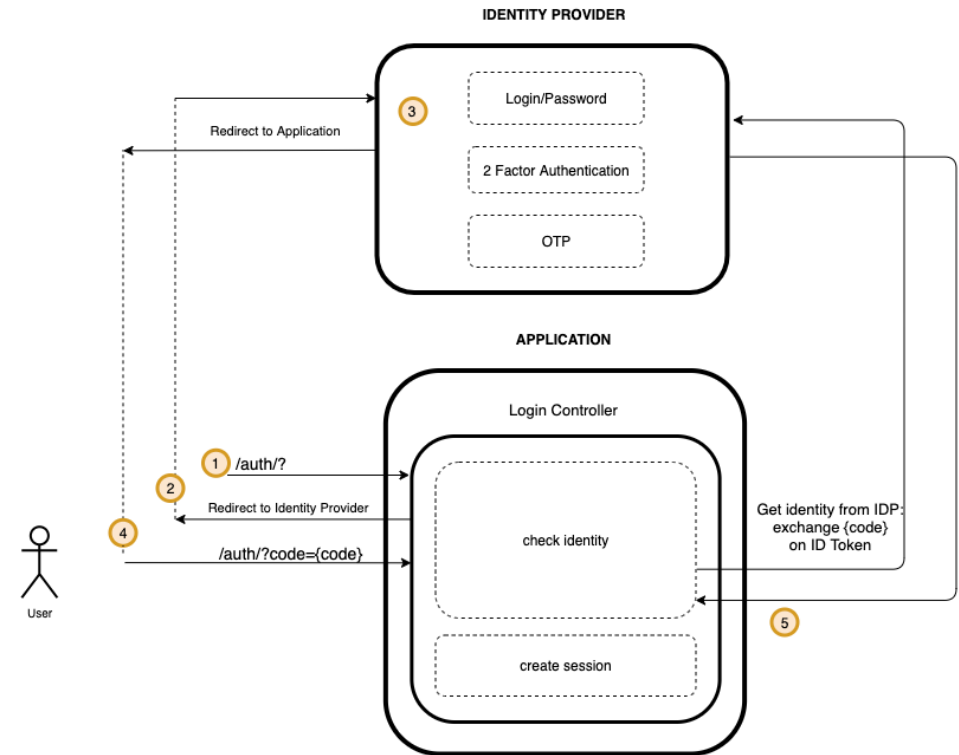 IDENTITY PROVIDER
Login/Password
3
Redirect to Application
2 Factor Authentication
OTP
APPLICATION
Login Controller
1
/auth/?
2
Redirect to Identity Provider
Get identity from IDP:
exchange {code}
on ID Token
4
check identity
/auth/?code={code}
User
5
create session